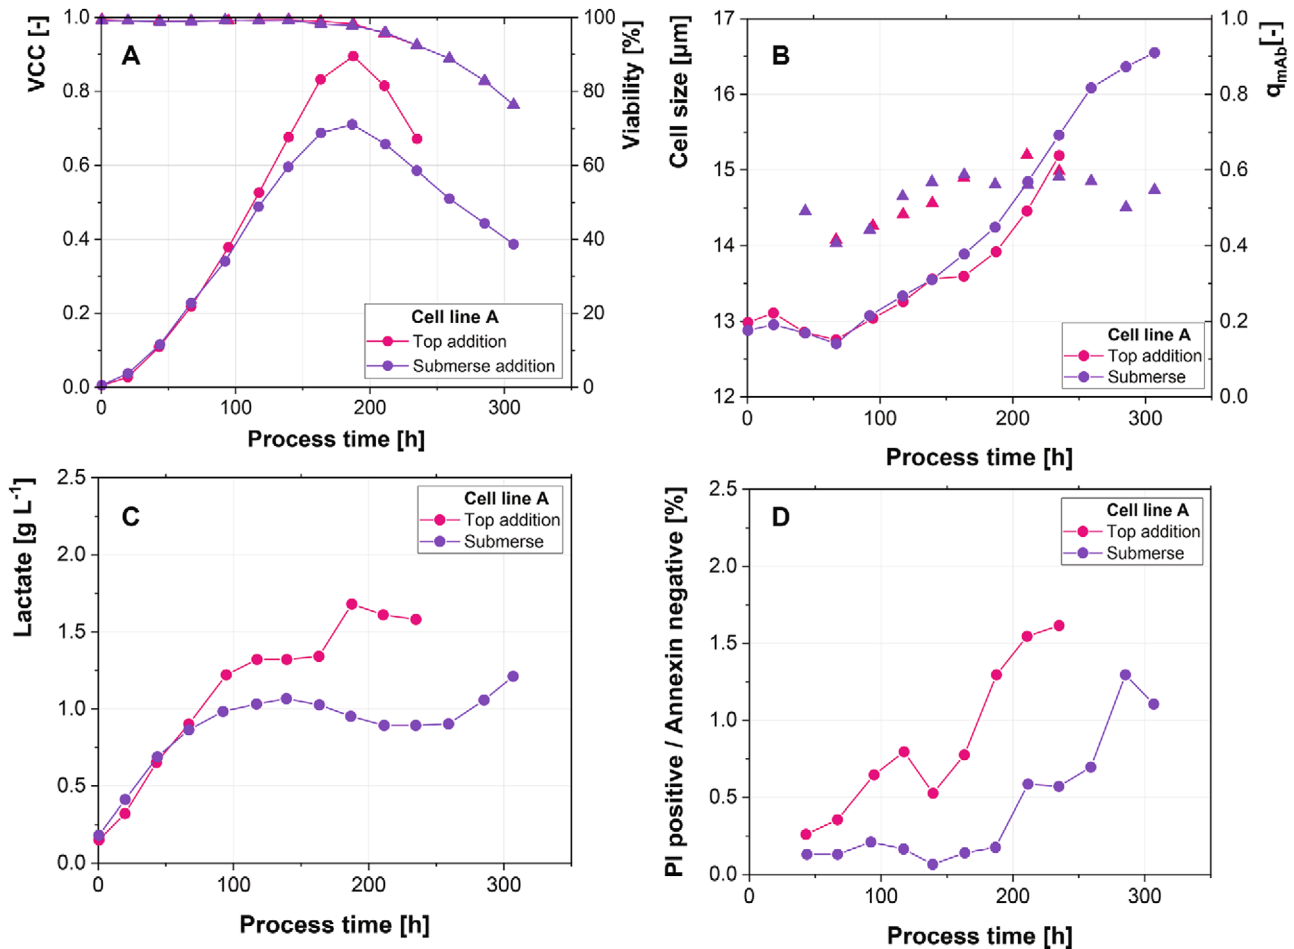 A
VCC [-]
Viability [%]
1.0
0.8
0.6
0.4
0.2
0.0
100
80
60
40
20
0
0
100
200
300
Process time [h]
Cell line A
Top addition
Submerse addition
B
Cell size [µm]
qmAb[-]
17
16
15
14
13
12
1.0
0.8
0.6
0.4
0.2
0.0
0
100
200
300
Process time [h]
Cell line A
Top addition
Submerse
C
Lactate [g L-1]
2.5
2.0
1.5
1.0
0.5
0.0
0
100
200
300
Process time [h]
Cell line A
Top addition
Submerse
D
PI positive / Annexin negative [%]
2.5
2.0
1.5
1.0
0.5
0.0
0
100
200
300
Process time [h]
Cell line A
Top addition
Submerse